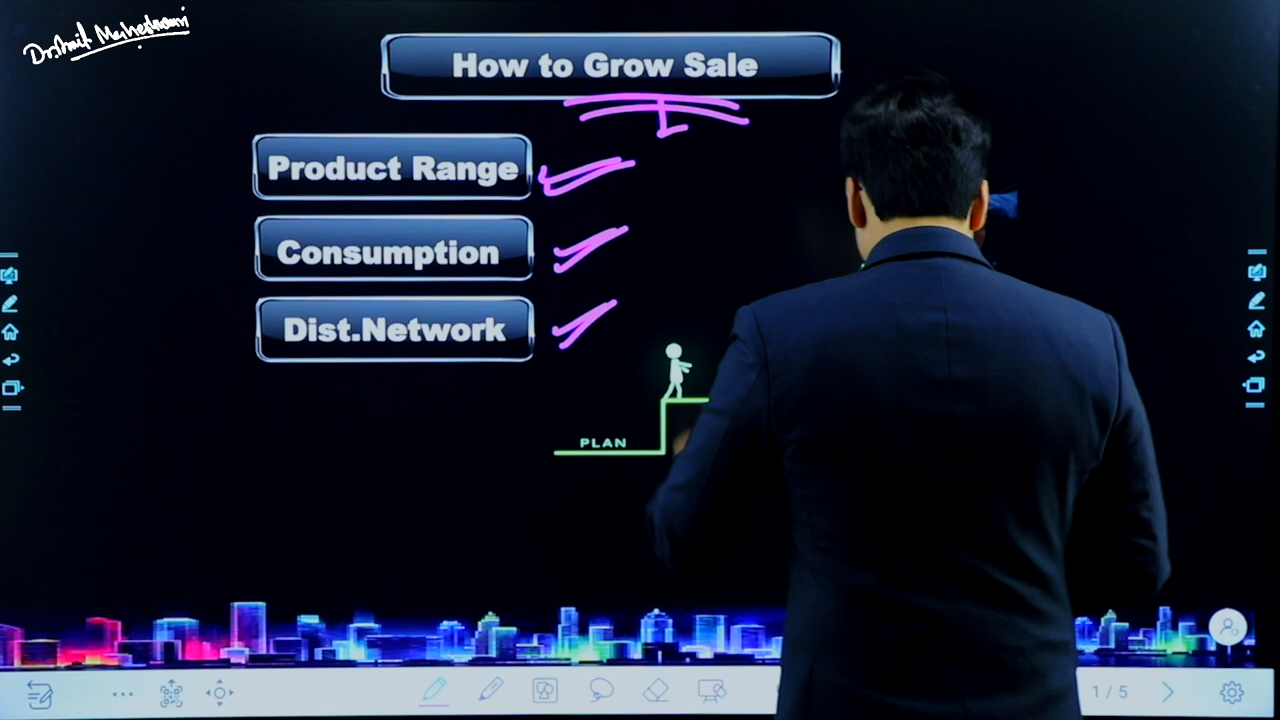 Dr. Amit Maheshwari
How to Grow Sale
Product Range
Consumption
Dist.Network
PLAN
1 / 5